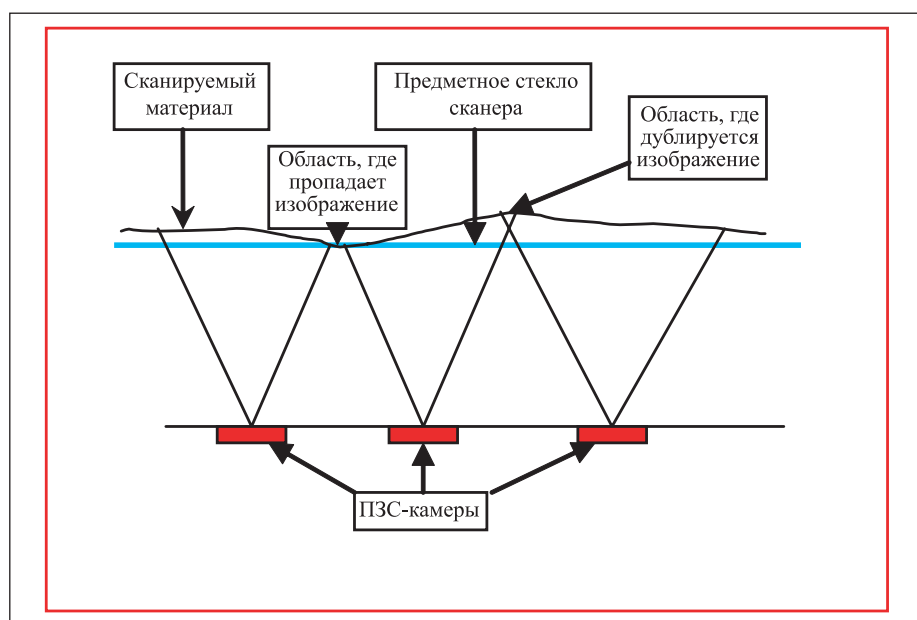 Сканируемый
материал
Предметное стекло
сканера
Область, где
дублируется
изображение
Область, где
пропадает
изображение
ПЗС-камеры